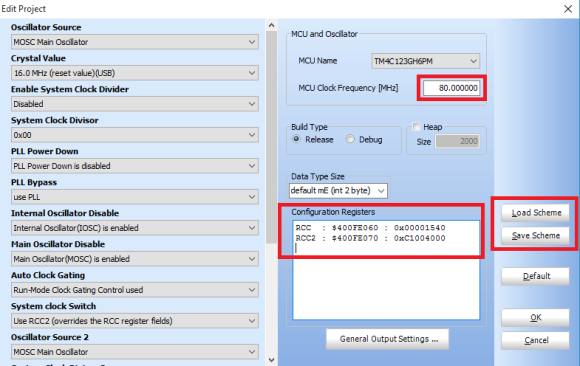 Edit Project
Oscillator Source
MOSC Main Oscillator
Crystal Value
16.0 MHz (reset value)(USB)
Enable System Clock Divider
Disabled
System Clock Divisor
0x00
PLL Power Down
PLL Power Down is disabled
PLL Bypass
use PLL
Internal Oscillator Disable
Internal Oscillator(IOSC) is enabled
Main Oscillator Disable
Main Oscillator(MOSC) is enabled
Auto Clock Gating
Run-Mode Clock Gating Control used
System clock Switch
Use RCC2 (overrides the RCC register fields)
Oscillator Source 2
MOSC Main Oscillator
MCU and Oscillator
MCU Name
TM4C123GH6PM
MCU Clock Frequency [MHz]
80.000000
Build Type
Release
Debug
Heap
Size
2000
Data Type Size
default mE (int 2 byte)
Configuration Registers
RCC : $400FE060 : 0x00001540
RCC2 : $400FE070 : 0xC1004000
General Output Settings ...
Load Scheme
Save Scheme
Default
OK
Cancel